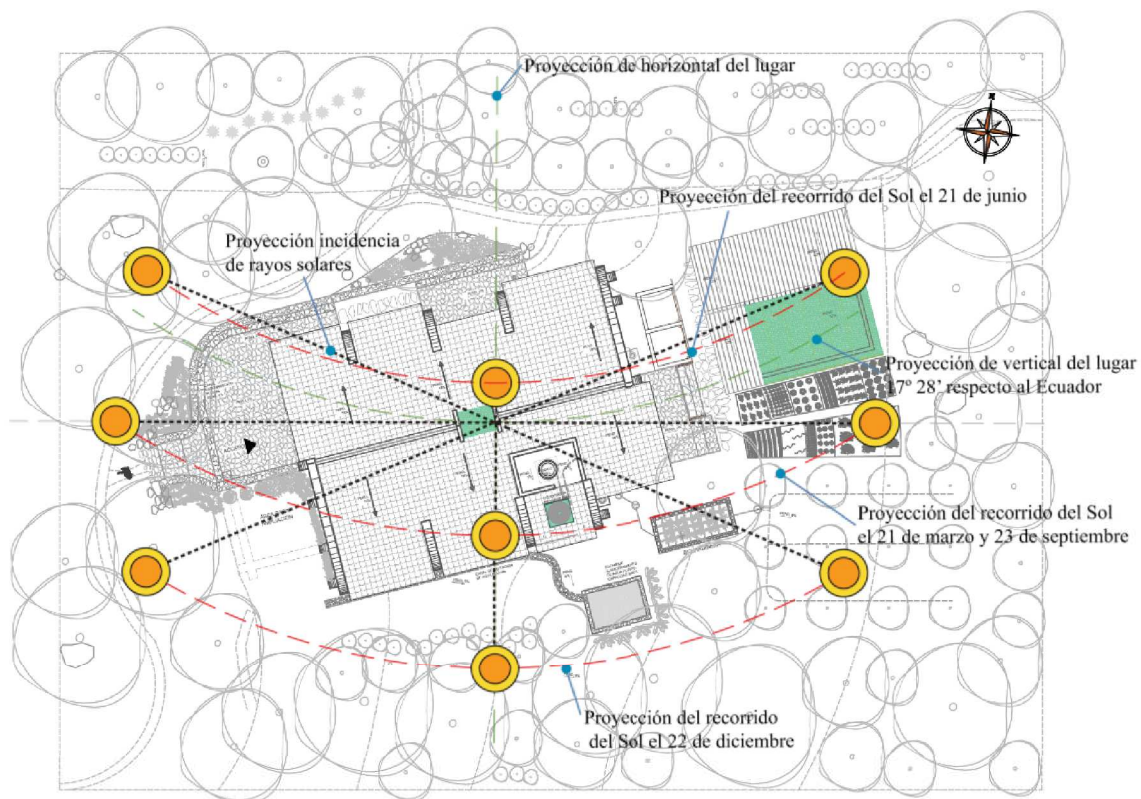 Proyección de horizontal del lugar
N
Proyección del recorrido del Sol el 21 de junio
Proyección incidencia
de rayos solares
Proyección de vertical del lugar
17º 28’ respecto al Ecuador
Proyección del recorrido del Sol
el 21 de marzo y 23 de septiembre
Proyección del recorrido
del Sol el 22 de diciembre